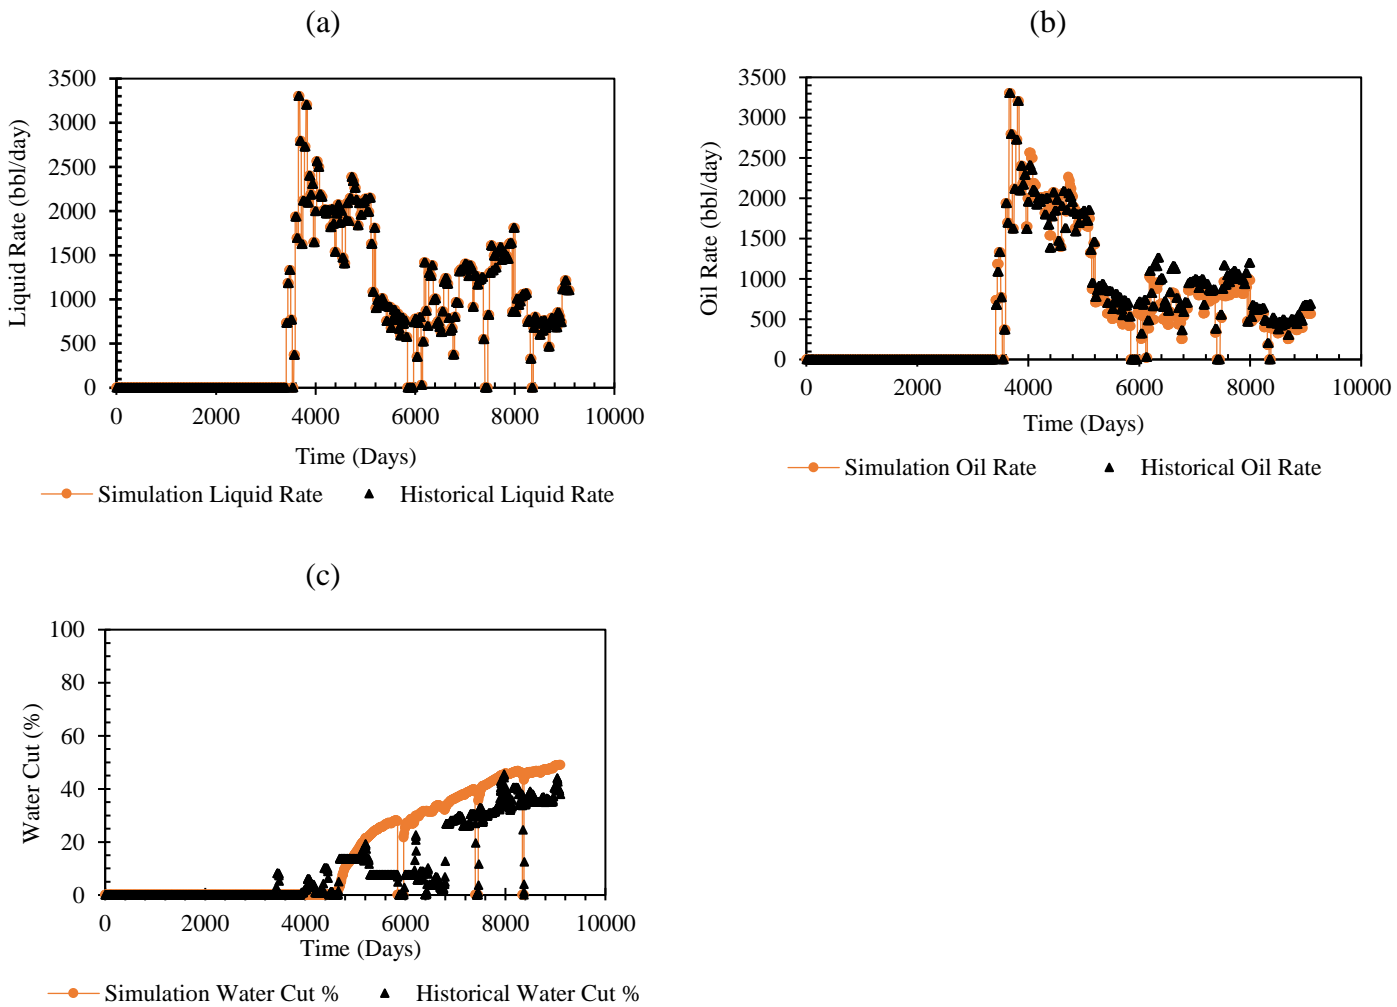 (a)
3500
3000
2500
2000
1500
1000
500
0
0 2000 4000 6000 8000 10000
Liquid Rate (bbl/day)
Time (Days)
Simulation Liquid Rate Historical Liquid Rate
(b)
3500
3000
2500
2000
1500
1000
500
0
0 2000 4000 6000 8000 10000
Oil Rate (bbl/day)
Time (Days)
Simulation Oil Rate Historical Oil Rate
(c)
100
80
60
40
20
0
0 2000 4000 6000 8000 10000
Water Cut (%)
Time (Days)
Simulation Water Cut % Historical Water Cut %